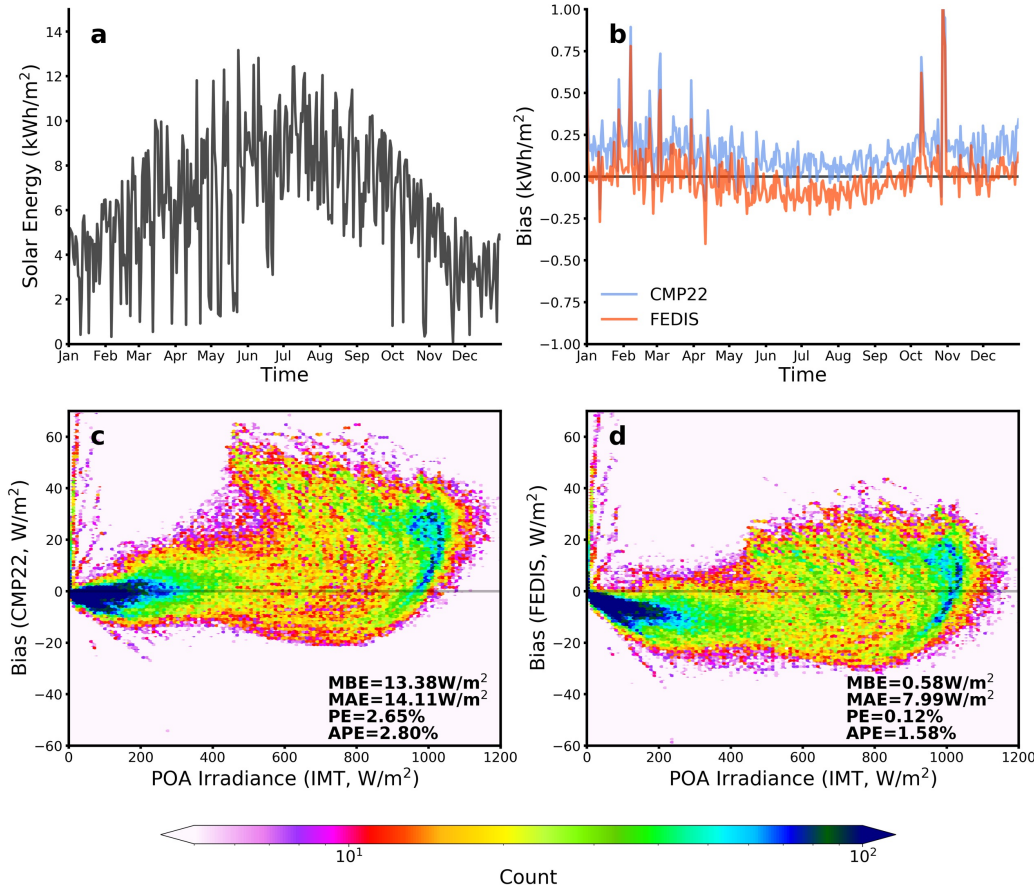 a
Solar Energy (kWh/m²)
14
12
10
8
6
4
2
0
Jan Feb Mar Apr May Jun Jul Aug Sep Oct Nov Dec
Time
b
Bias (kWh/m²)
1.00
0.75
0.50
0.25
0.00
−0.25
−0.50
−0.75
−1.00
CMP22
FEDIS
Jan Feb Mar Apr May Jun Jul Aug Sep Oct Nov Dec
Time
c
Bias (CMP22, W/m²)
60
40
20
0
−20
−40
−60
MBE=13.38W/m²
MAE=14.11W/m²
PE=2.65%
APE=2.80%
0 200 400 600 800 1000 1200
POA Irradiance (IMT, W/m²)
d
Bias (FEDIS, W/m²)
60
40
20
0
−20
−40
−60
MBE=0.58W/m²
MAE=7.99W/m²
PE=0.12%
APE=1.58%
0 200 400 600 800 1000 1200
POA Irradiance (IMT, W/m²)
10¹ 10²
Count